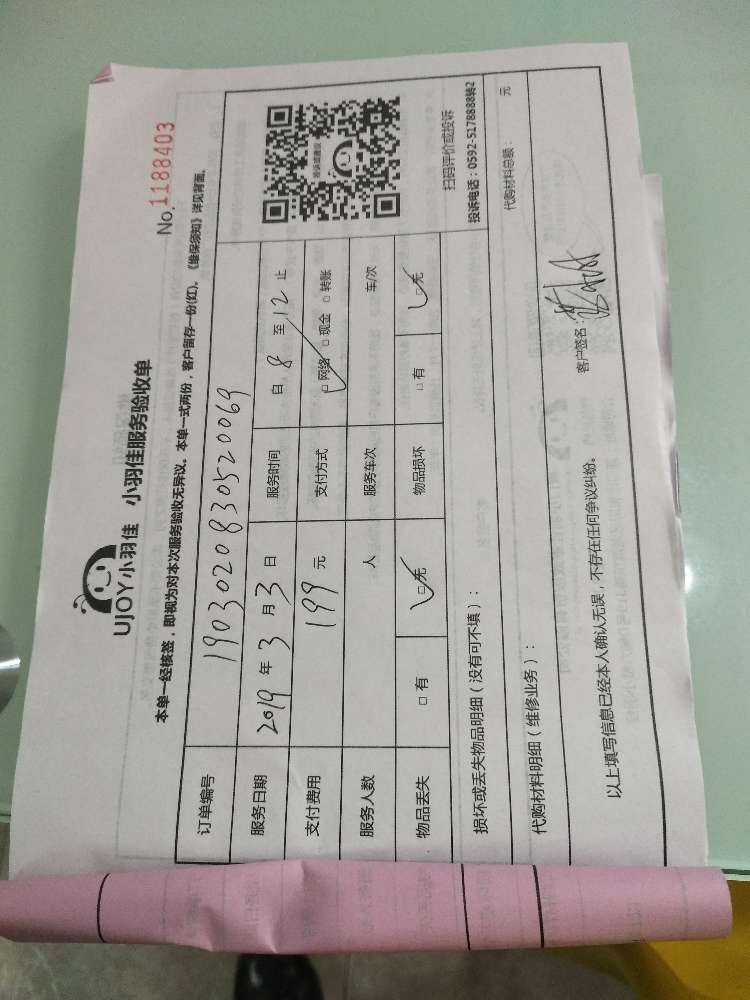 No. 1188403
UJOY小羽佳 小羽佳服务验收单
本单一经核签，即视为对本次服务验收无异议。本单一式两份，客户留存一份(红)。《维保须知》详见背面。
订单编号 1903020830520069
服务日期 2019 年 3 月 3 日 服务时间 自 8 至 12 止
支付费用 199 元 支付方式 □网络 □现金 □转账
服务人数 人 服务车次 车/次
物品丢失 □有 □无 物品损坏 □有 □无
投诉或建议
扫码评价或投诉
投诉电话：0592-5178888转2
损坏或丢失物品明细（没有可不填）：
代购材料明细（维修业务）： 代购材料总额： 元
以上填写信息已经本人确认无误，不存在任何争议纠纷。 客户签名：